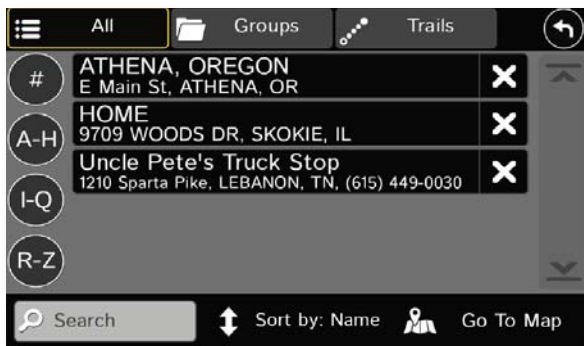 All Groups Trails
#
A-H
I-Q
R-Z
ATHENA, OREGON
E Main St, ATHENA, OR
HOME
9709 WOODS DR, SKOKIE, IL
Uncle Pete's Truck Stop
1210 Sparta Pike, LEBANON, TN, (615) 449-0030
Search Sort by: Name Go To Map